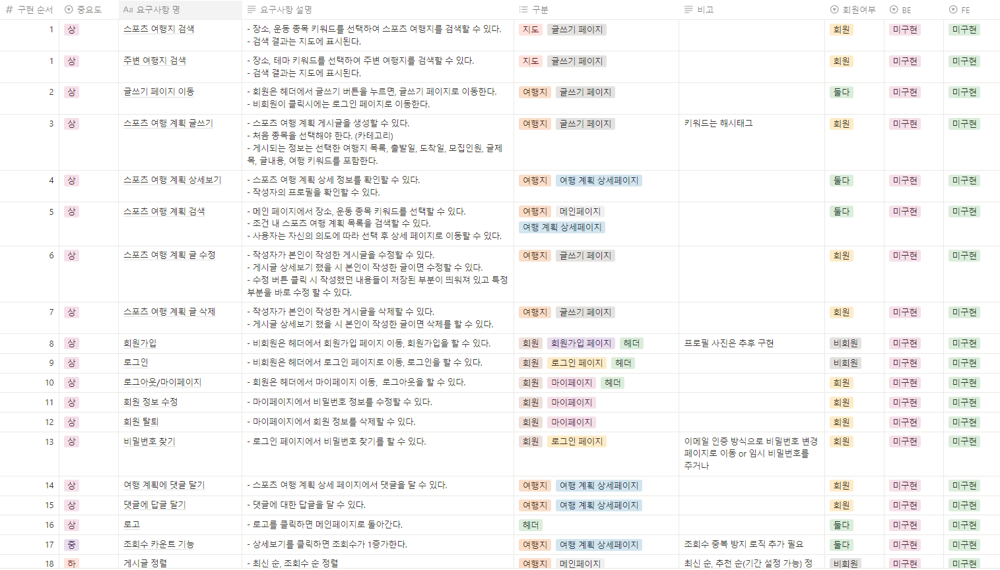 구현 순서 중요도 Aa 요구사항 명 요구사항 설명 구분 비고 회원여부 BE FE
1 상 스포츠 여행지 검색 - 장소, 운동 종목 키워드를 선택하여 스포츠 여행지를 검색할 수 있다. 지도 글쓰기 페이지 회원 미구현 미구현
- 검색 결과는 지도에 표시된다.
1 상 주변 여행지 검색 - 장소, 테마 키워드를 선택하여 주변 여행지를 검색할 수 있다. 지도 글쓰기 페이지 회원 미구현 미구현
- 검색 결과는 지도에 표시된다.
2 상 글쓰기 페이지 이동 - 회원은 헤더에서 글쓰기 버튼을 누르면, 글쓰기 페이지로 이동한다. 여행지 글쓰기 페이지 둘다 미구현 미구현
- 비회원이 클릭시에는 로그인 페이지로 이동한다.
3 상 스포츠 여행 계획 글쓰기 - 스포츠 여행 계획 게시글을 생성할 수 있다. 여행지 글쓰기 페이지 키워드는 해시태그 회원 미구현 미구현
- 처음 종목을 선택해야 한다. (카테고리)
- 게시되는 정보는 선택한 여행지 목록, 출발일, 도착일, 모집인원, 글제
목, 글내용, 여행 키워드를 포함한다.
4 상 스포츠 여행 계획 상세보기 - 스포츠 여행 계획 상세 정보를 확인할 수 있다. 여행지 여행 계획 상세페이지 둘다 미구현 미구현
- 작성자의 프로필을 확인할 수 있다.
5 상 스포츠 여행 계획 검색 - 메인 페이지에서 장소, 운동 종목 키워드를 선택할 수 있다. 여행지 메인페이지 둘다 미구현 미구현
- 조건 내 스포츠 여행 계획 목록을 검색할 수 있다. 여행 계획 상세페이지
- 사용자는 자신의 의도에 따라 선택 후 상세 페이지로 이동할 수 있다.
6 상 스포츠 여행 계획 글 수정 - 작성자가 본인이 작성한 게시글을 수정할 수 있다. 여행지 글쓰기 페이지 회원 미구현 미구현
- 게시글 상세보기 했을 시 본인이 작성한 글이면 수정할 수 있다.
- 수정 버튼 클릭 시 작성했던 내용들이 저장된 부분이 띄워져 있고 특정
부분을 바로 수정 할 수 있다.
7 상 스포츠 여행 계획 글 삭제 - 작성자가 본인이 작성한 게시글을 삭제할 수 있다. 여행지 글쓰기 페이지 회원 미구현 미구현
- 게시글 상세보기 했을 시 본인이 작성한 글이면 삭제를 할 수 있다.
8 상 회원가입 - 비회원은 헤더에서 회원가입 페이지 이동, 회원가입을 할 수 있다. 회원 회원가입 페이지 헤더 프로필 사진은 추후 구현 비회원 미구현 미구현
9 상 로그인 - 비회원은 헤더에서 로그인 페이지로 이동, 로그인을 할 수 있다. 회원 로그인 페이지 헤더 비회원 미구현 미구현
10 상 로그아웃/마이페이지 - 회원은 헤더에서 마이페이지 이동, 로그아웃을 할 수 있다. 회원 마이페이지 헤더 회원 미구현 미구현
11 상 회원 정보 수정 - 마이페이지에서 비밀번호 정보를 수정할 수 있다. 회원 마이페이지 회원 미구현 미구현
12 상 회원 탈퇴 - 마이페이지에서 회원 정보를 삭제할 수 있다. 회원 마이페이지 회원 미구현 미구현
13 상 비밀번호 찾기 - 로그인 페이지에서 비밀번호 찾기를 할 수 있다. 회원 로그인 페이지 이메일 인증 방식으로 비밀번호 변경 회원 미구현 미구현
페이지로 이동 or 임시 비밀번호를
주거나
14 상 여행 계획에 댓글 달기 - 스포츠 여행 계획 상세 페이지에서 댓글을 달 수 있다. 여행지 여행 계획 상세페이지 회원 미구현 미구현
15 상 댓글에 답글 달기 - 댓글에 대한 답글을 달 수 있다. 여행지 여행 계획 상세페이지 회원 미구현 미구현
16 상 로고 - 로고를 클릭하면 메인페이지로 돌아간다. 헤더 둘다 미구현 미구현
17 중 조회수 카운트 기능 - 상세보기를 클릭하면 조회수가 1증가한다. 여행지 여행 계획 상세페이지 조회수 중복 방지 로직 추가 필요 둘다 미구현 미구현
18 하 게시글 정렬 - 최신 순, 조회수 순 정렬 여행지 메인페이지 최신 순, 추천 순(기간 설정 가능) 정 비회원 미구현 미구현